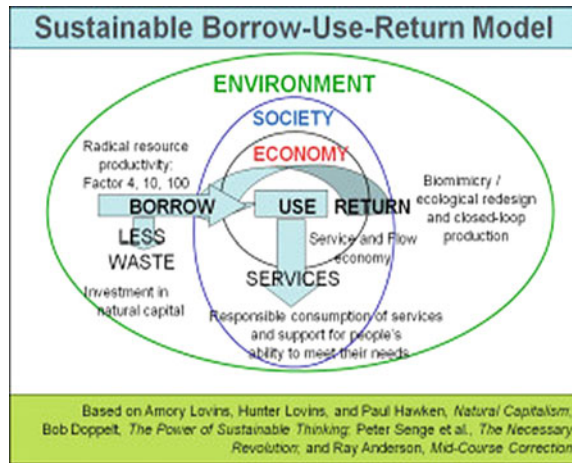 Sustainable Borrow-Use-Return Model
ENVIRONMENT
SOCIETY
ECONOMY
Radical resource
productivity:
Factor 4, 10, 100
BORROW
USE
RETURN
Biomimicry /
ecological redesign
and closed-loop
production
LESS
WASTE
Service and Flow
economy
SERVICES
Investment in
natural capital
Responsible consumption of services
and support for people's
ability to meet their needs
Based on Amory Lovins, Hunter Lovins, and Paul Hawken, Natural Capitalism;
Bob Doppelt, The Power of Sustainable Thinking; Peter Senge et al., The Necessary
Revolution; and Ray Anderson, Mid-Course Correction